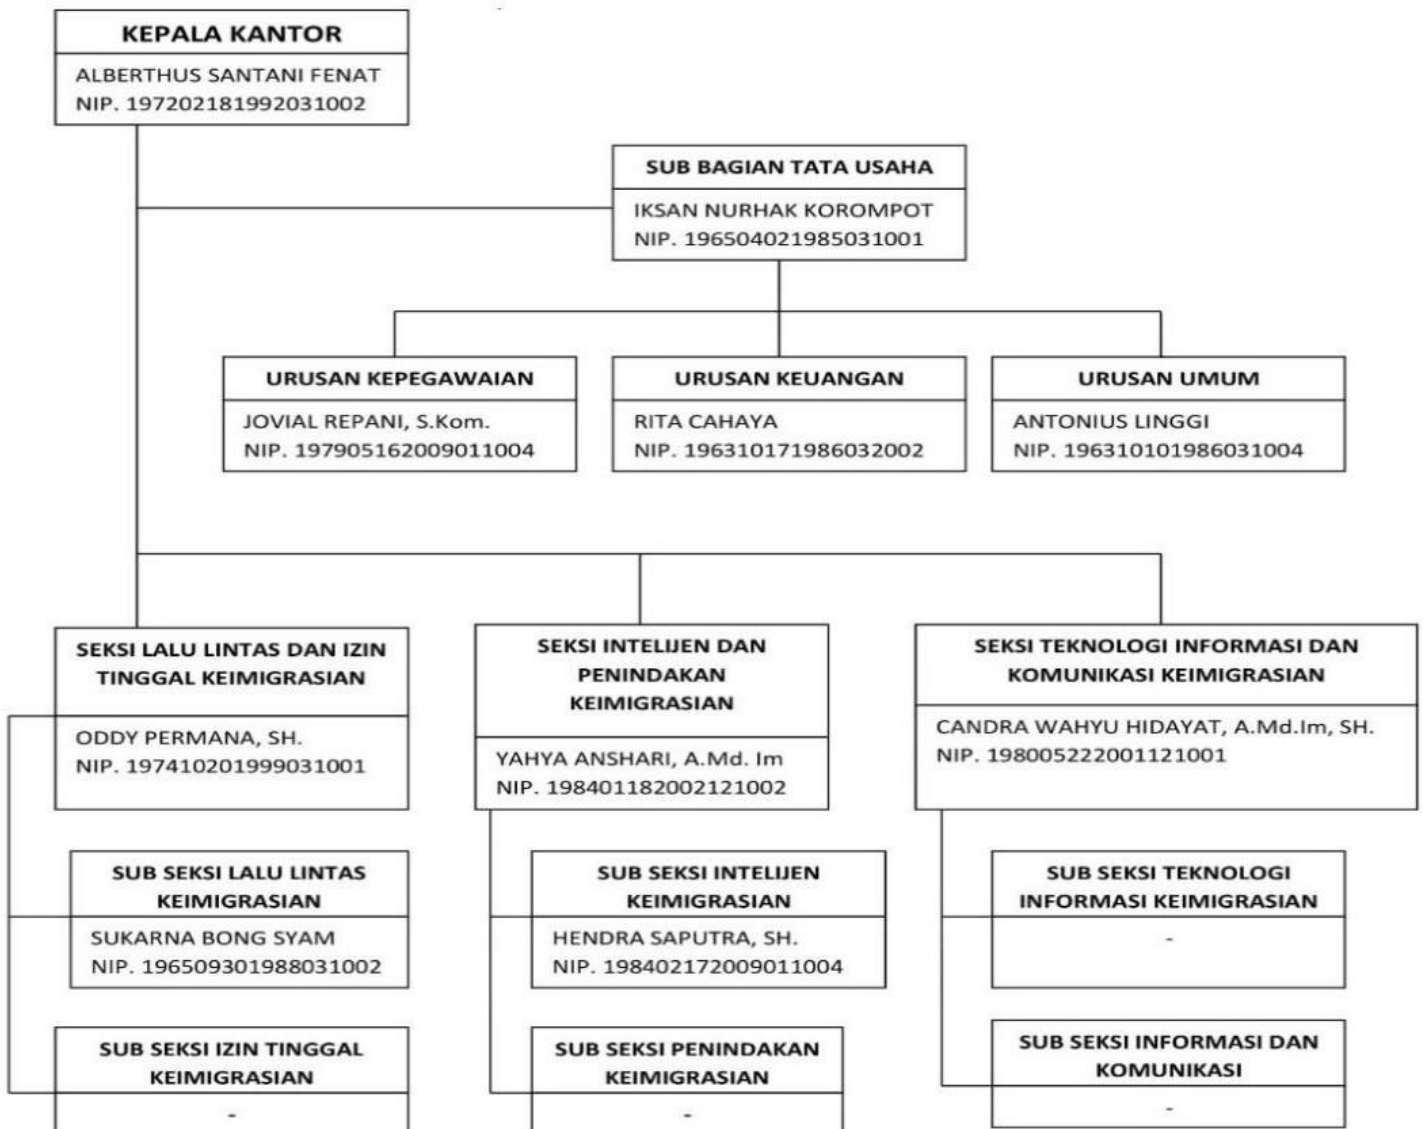 KEPALA KANTOR
ALBERTHUS SANTANI FENAT
NIP. 197202181992031002
SUB BAGIAN TATA USAHA
IKSAN NURHAK KOROMPOT
NIP. 196504021985031001
URUSAN KEPEGAWAIAN
JOVIAL REPANI, S.Kom.
NIP. 197905162009011004
URUSAN KEUANGAN
RITA CAHAYA
NIP. 196310171986032002
URUSAN UMUM
ANTONIUS LINGGI
NIP. 196310101986031004
SEKSI LALU LINTAS DAN IZIN
TINGGAL KEIMIGRASIAN
ODDY PERMANA, SH.
NIP. 197410201999031001
SEKSI INTELIJEN DAN
PENINDAKAN
KEIMIGRASIAN
YAHYA ANSHARI, A.Md. Im
NIP. 198401182002121002
SEKSI TEKNOLOGI INFORMASI DAN
KOMUNIKASI KEIMIGRASIAN
CANDRA WAHYU HIDAYAT, A.Md.Im, SH.
NIP. 198005222001121001
SUB SEKSI LALU LINTAS
KEIMIGRASIAN
SUKARNA BONG SYAM
NIP. 196509301988031002
SUB SEKSI INTELIJEN
KEIMIGRASIAN
HENDRA SAPUTRA, SH.
NIP. 198402172009011004
SUB SEKSI TEKNOLOGI
INFORMASI KEIMIGRASIAN
-
SUB SEKSI IZIN TINGGAL
KEIMIGRASIAN
-
SUB SEKSI PENINDAKAN
KEIMIGRASIAN
-
SUB SEKSI INFORMASI DAN
KOMUNIKASI
-